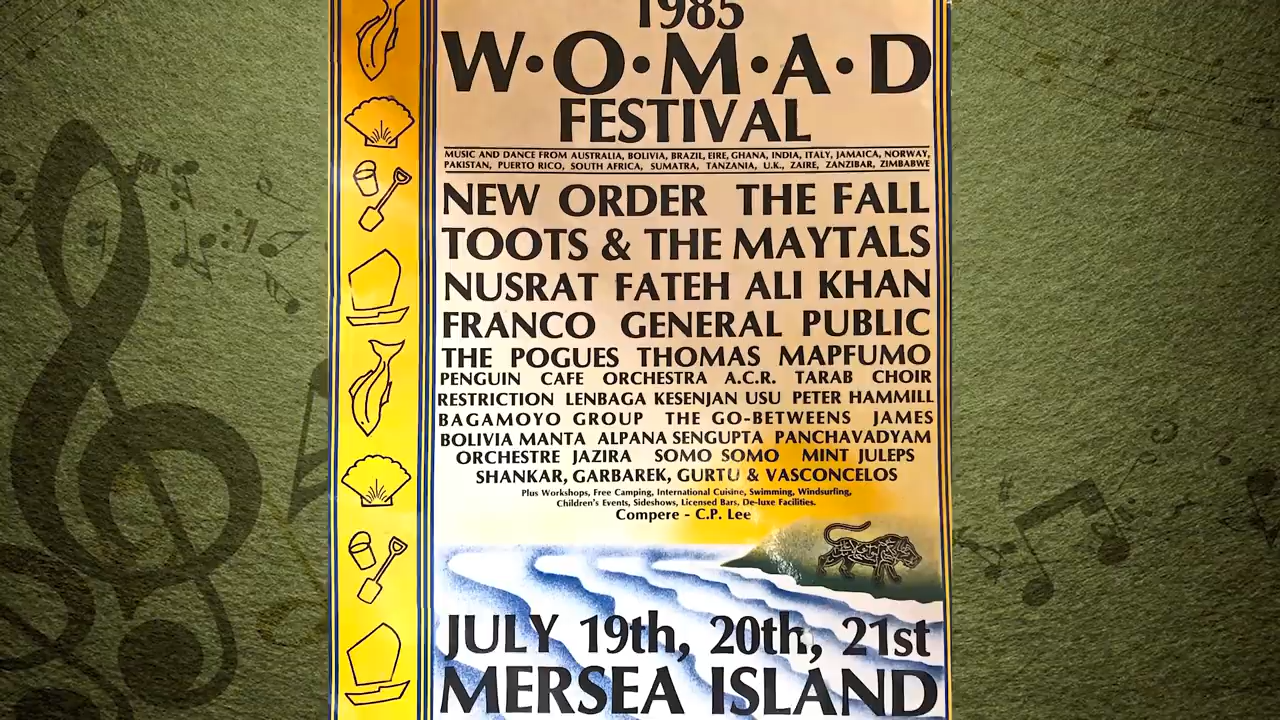 1985
W·O·M·A·D
FESTIVAL
MUSIC AND DANCE FROM AUSTRALIA, BOLIVIA, BRAZIL, EIRE, GHANA, INDIA, ITALY, JAMAICA, NORWAY,
PAKISTAN, PUERTO RICO, SOUTH AFRICA, SUMATRA, TANZANIA, U.K., ZAIRE, ZANZIBAR, ZIMBABWE
NEW ORDER THE FALL
TOOTS & THE MAYTALS
NUSRAT FATEH ALI KHAN
FRANCO GENERAL PUBLIC
THE POGUES THOMAS MAPFUMO
PENGUIN CAFE ORCHESTRA A.C.R. TARAB CHOIR
RESTRICTION LENBAGA KESENJAN USU PETER HAMMILL
BAGAMOYO GROUP THE GO-BETWEENS JAMES
BOLIVIA MANTA ALPANA SENGUPTA PANCHAVADYAM
ORCHESTRE JAZIRA SOMO SOMO MINT JULEPS
SHANKAR, GARBAREK, GURTU & VASCONCELOS
Plus Workshops, Free Camping, International Cuisine, Swimming, Windsurfing,
Children's Events, Sideshows, Licensed Bars, De-luxe Facilities.
Compere - C.P. Lee
JULY 19th, 20th, 21st
MERSEA ISLAND